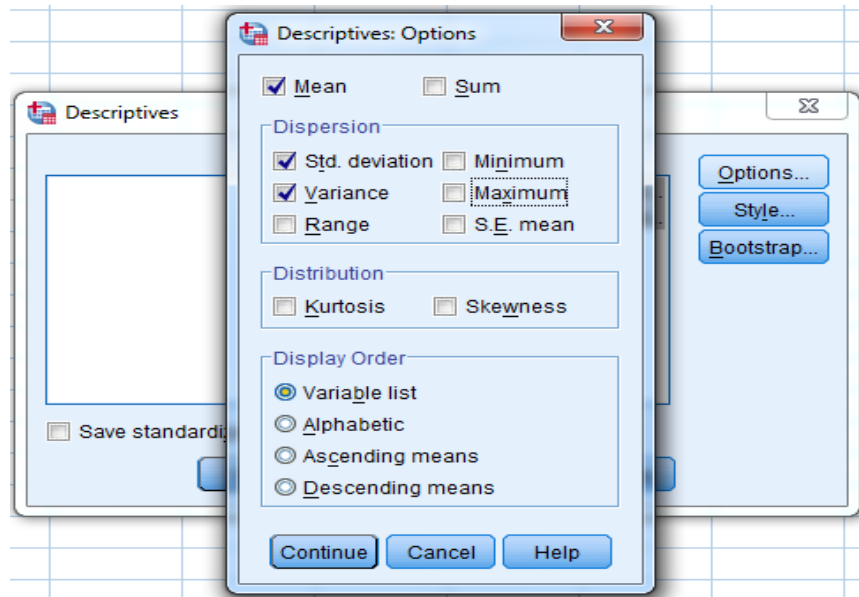 Descriptives: Options
Mean Sum
Dispersion
Std. deviation Minimum
Variance Maximum
Range S.E. mean
Distribution
Kurtosis Skewness
Display Order
Variable list
Alphabetic
Ascending means
Descending means
Continue Cancel Help
Descriptives
Options...
Style...
Bootstrap...
Save